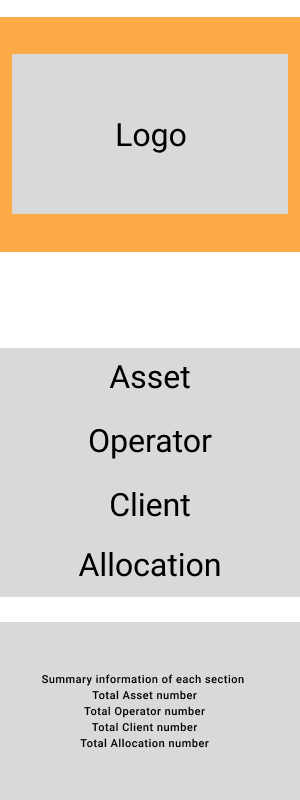 Logo
Asset
Operator
Client
Allocation
Summary information of each section
Total Asset number
Total Operator number
Total Client number
Total Allocation number